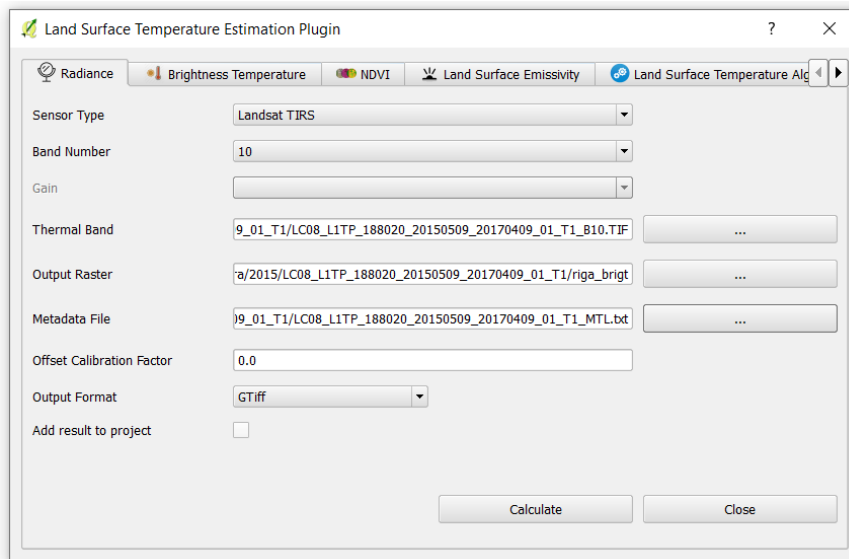 Land Surface Temperature Estimation Plugin ? ×
Radiance Brightness Temperature NDVI Land Surface Emissivity Land Surface Temperature Alg
Sensor Type Landsat TIRS
Band Number 10
Gain
Thermal Band 9_01_T1/LC08_L1TP_188020_20150509_20170409_01_T1_B10.TIF ...
Output Raster ra/2015/LC08_L1TP_188020_20150509_20170409_01_T1/riga_brigt ...
Metadata File 09_01_T1/LC08_L1TP_188020_20150509_20170409_01_T1_MTL.txt ...
Offset Calibration Factor 0.0
Output Format GTiff
Add result to project
Calculate Close